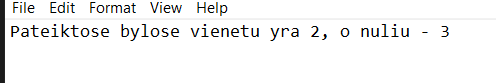 File Edit Format View Help
Pateiktose bylose vienetu yra 2, o nuliu - 3